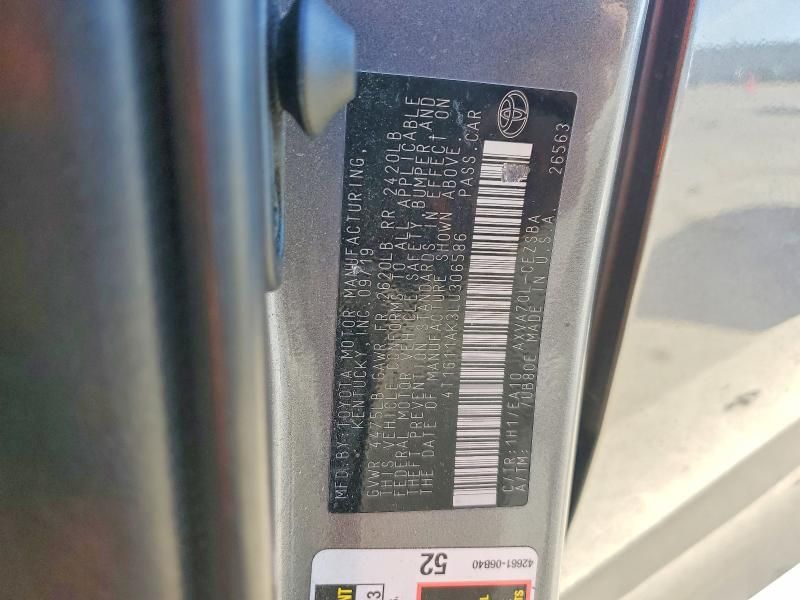 MFD.BY:TOYOTA MOTOR MANUFACTURING,
KENTUCKY,INC. 09/19
GVWR 4475LB GAWR FR 2620LB RR 2420LB
THIS VEHICLE CONFORMS TO ALL APPLICABLE
FEDERAL MOTOR VEHICLE SAFETY, BUMPER, AND
THEFT PREVENTION STANDARDS IN EFFECT ON
THE DATE OF MANUFACTURE SHOWN ABOVE.
4T1G11AK3LU306586 PASS.CAR
C/TR:1H1/EA10 AXVA70L-CEZSBA
A/TM: 70B80E MADE IN U.S.A. 26563
52
42661-06B40